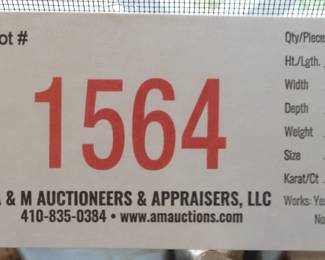 ot #
1564
& M AUCTIONEERS & APPRAISERS, LLC
410-835-0384 • www.amauctions.com
Qty/Piece
Ht./Lgth.
Width
Depth
Weight
Size
Karat/Ct
Works: Yes
No